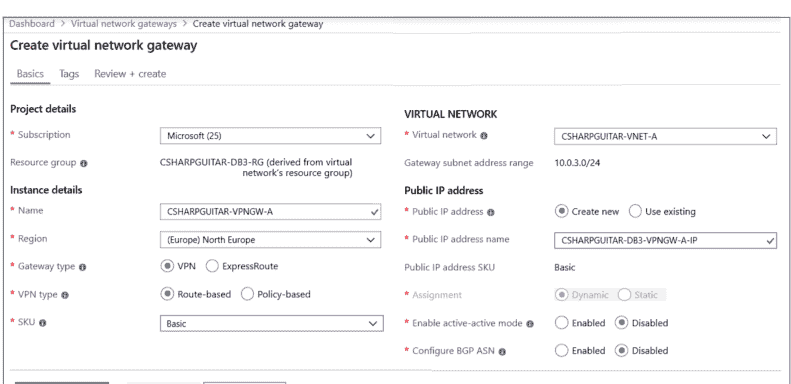 Dashboard > Virtual network gateways > Create virtual network gateway
Create virtual network gateway
Basics Tags Review + create
Project details
* Subscription Microsoft (25)
Resource group CSHARPGUITAR-DB3-RG (derived from virtual
network's resource group)
Instance details
* Name CSHARPGUITAR-VPNGW-A
* Region (Europe) North Europe
* Gateway type VPN ExpressRoute
* VPN type Route-based Policy-based
* SKU Basic
VIRTUAL NETWORK
* Virtual network CSHARPGUITAR-VNET-A
Gateway subnet address range 10.0.3.0/24
Public IP address
* Public IP address Create new Use existing
* Public IP address name CSHARPGUITAR-DB3-VPNGW-A-IP
Public IP address SKU Basic
* Assignment Dynamic Static
* Enable active-active mode Enabled Disabled
* Configure BGP ASN Enabled Disabled